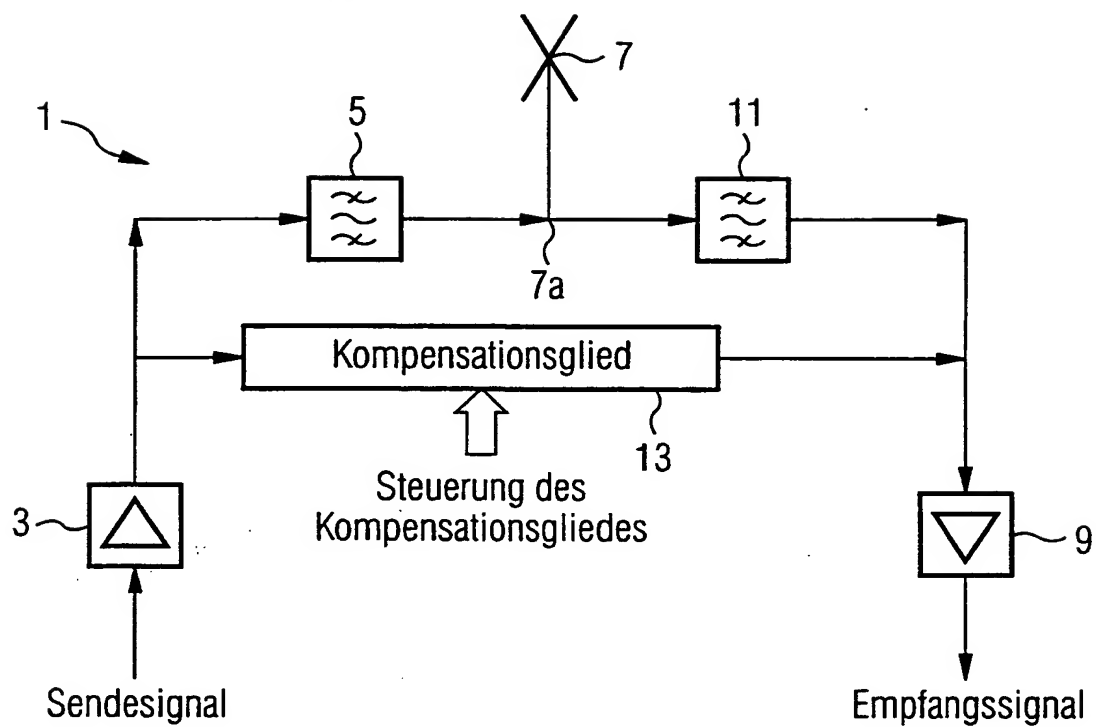 7
1
5
11
7a
Kompensationsglied
13
Steuerung des
Kompensationsgliedes
3
9
Sendesignal
Empfangssignal